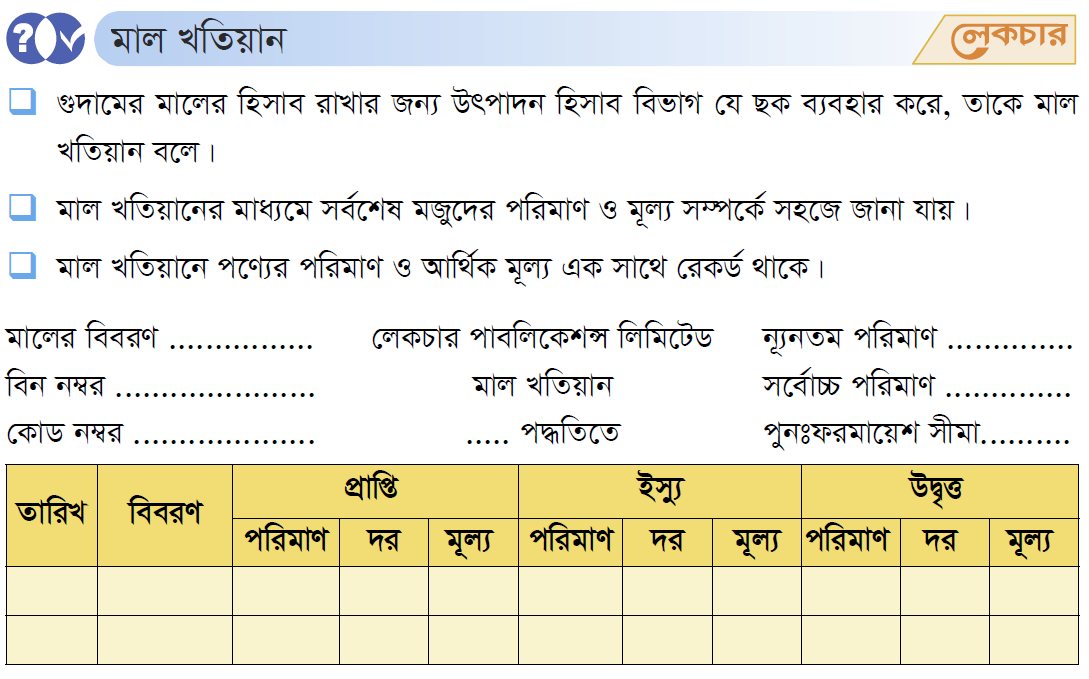 মাল খতিয়ান
লেকচার
গুদামের মালের হিসাব রাখার জন্য উৎপাদন হিসাব বিভাগ যে ছক ব্যবহার করে, তাকে মাল
খতিয়ান বলে।
মাল খতিয়ানের মাধ্যমে সর্বশেষ মজুদের পরিমাণ ও মূল্য সম্পর্কে সহজে জানা যায়।
মাল খতিয়ানে পণ্যের পরিমাণ ও আর্থিক মূল্য এক সাথে রেকর্ড থাকে।
মালের বিবরণ ................ লেকচার পাবলিকেশন্স লিমিটেড ন্যূনতম পরিমাণ ..............
বিন নম্বর ...................... মাল খতিয়ান সর্বোচ্চ পরিমাণ ..............
কোড নম্বর .................... ..... পদ্ধতিতে পুনঃফরমায়েশ সীমা..........
তারিখ বিবরণ প্রাপ্তি ইস্যু উদ্বৃত্ত
পরিমাণ দর মূল্য পরিমাণ দর মূল্য পরিমাণ দর মূল্য